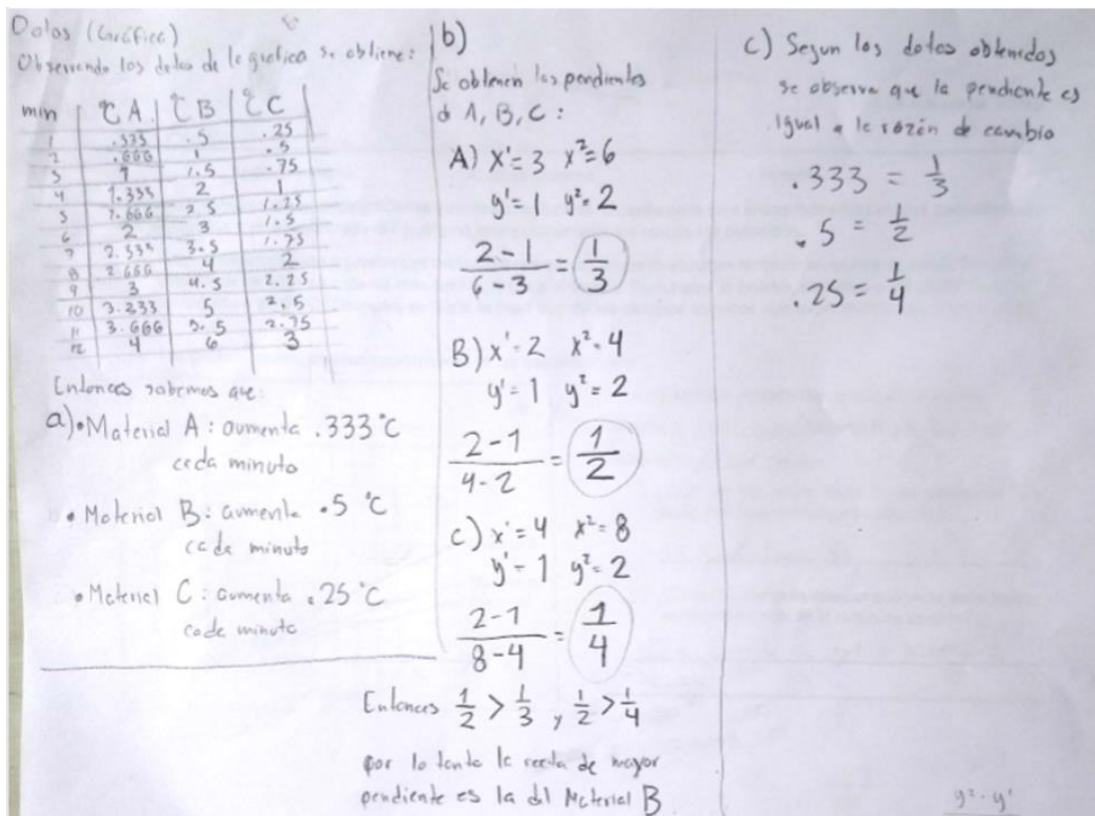 Datos (Gráfica)
Observando los datos de la grafica se obtiene:
min | °C A | °C B | °C C
1 | .333 | .5 | .25
2 | .666 | 1 | .5
3 | 1 | 1.5 | .75
4 | 1.333 | 2 | 1
5 | 1.666 | 2.5 | 1.25
6 | 2 | 3 | 1.5
7 | 2.333 | 3.5 | 1.75
8 | 2.666 | 4 | 2
9 | 3 | 4.5 | 2.25
10 | 3.333 | 5 | 2.5
11 | 3.666 | 5.5 | 2.75
12 | 4 | 6 | 3
Entonces sabemos que:
a) • Material A: aumenta .333 °C
cada minuto
• Material B: aumenta .5 °C
cada minuto
• Material C: aumenta .25 °C
cada minuto
b)
Se obtienen las pendientes
d A, B, C:
A) x'=3 x²=6
y'=1 y²=2
2-1/6-3 = 1/3
B) x'=2 x²=4
y'=1 y²=2
2-1/4-2 = 1/2
C) x'=4 x²=8
y'=1 y²=2
2-1/8-4 = 1/4
Entonces 1/2 > 1/3 y 1/2 > 1/4
por lo tanto la recta de mayor
pendiente es la del Material B
c) Segun los datos obtenidos
se observa que la pendiente es
igual a la razón de cambio
.333 = 1/3
.5 = 1/2
.25 = 1/4
y²-y'